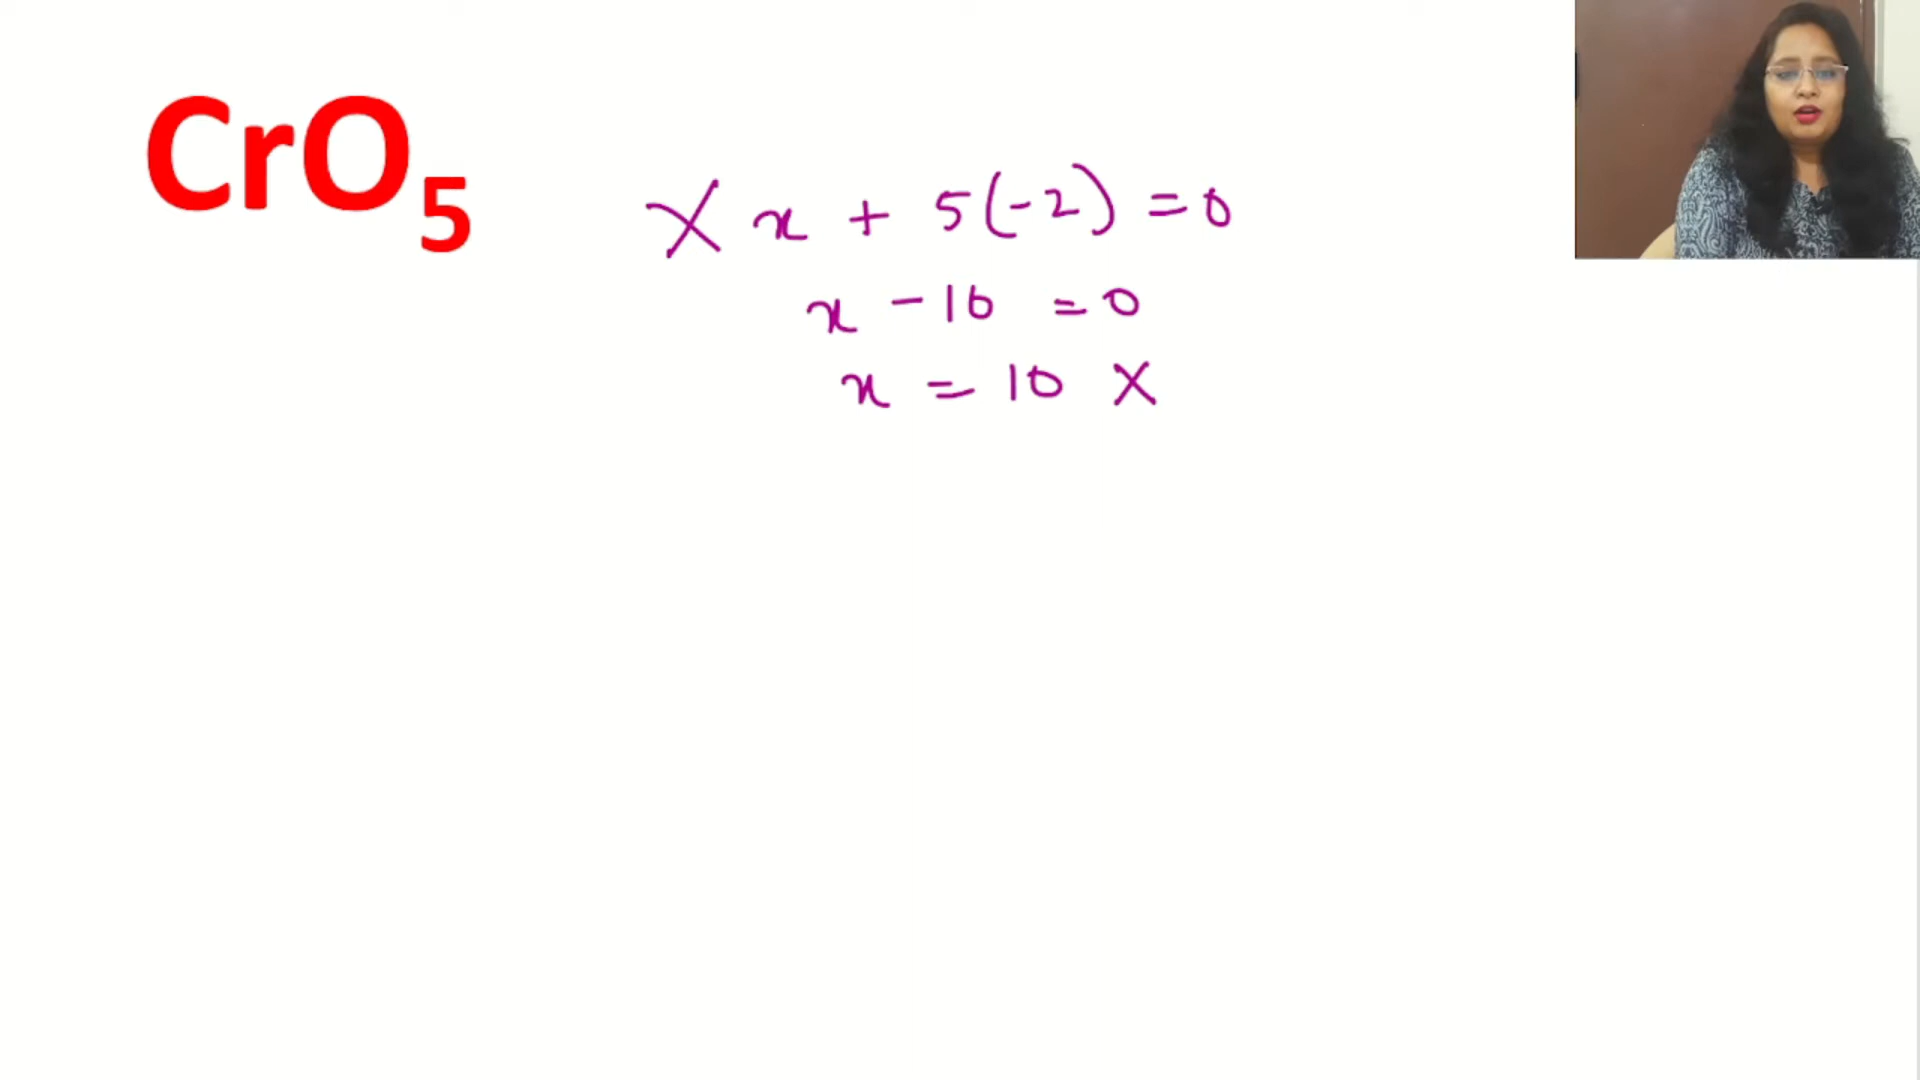 CrO₅
X x + 5(-2) = 0
x - 10 = 0
x = 10 X